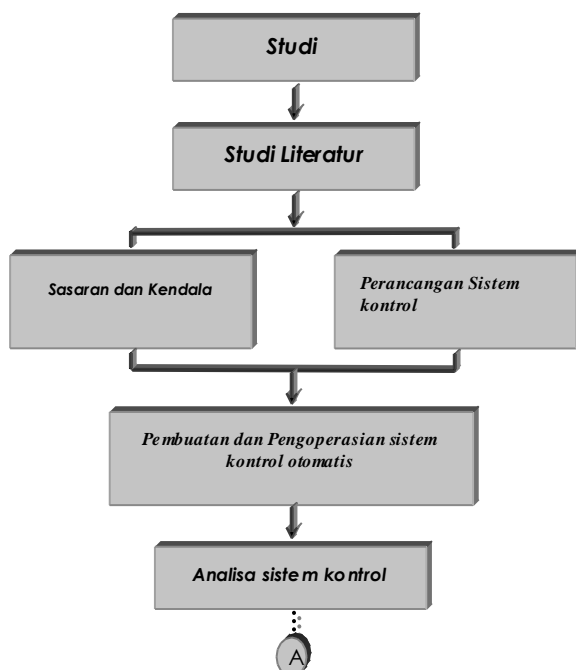 Studi
Studi Literatur
Sasaran dan Kendala
Perancangan Sistem
kontrol
Pembuatan dan Pengoperasian sistem
kontrol otomatis
Analisa sistem kontrol
A